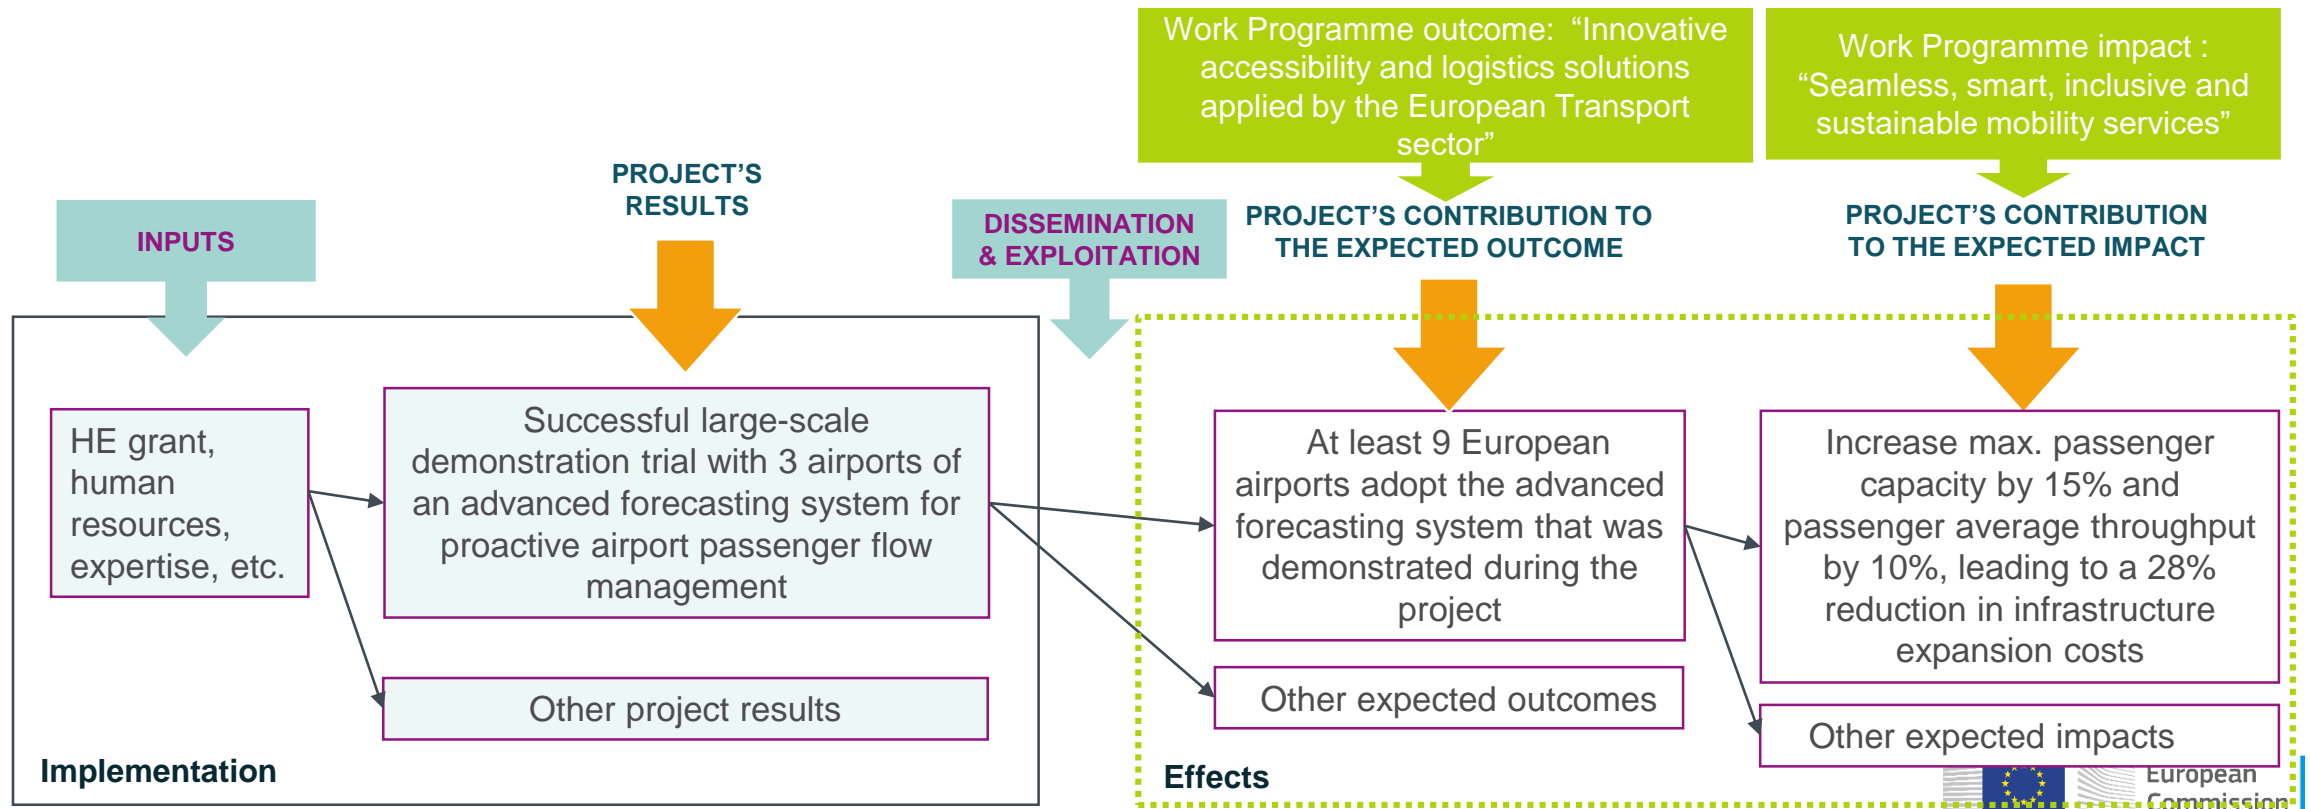 Work Programme outcome:  “Innovative
accessibility and logistics solutions
applied by the European Transport
sector”
Work Programme impact :
“Seamless, smart, inclusive and
sustainable mobility services”
INPUTS
PROJECT’S
RESULTS
DISSEMINATION
& EXPLOITATION
PROJECT’S CONTRIBUTION TO
THE EXPECTED OUTCOME
PROJECT’S CONTRIBUTION
TO THE EXPECTED IMPACT
HE grant,
human
resources,
expertise, etc.
Successful large-scale
demonstration trial with 3 airports of
an advanced forecasting system for
proactive airport passenger flow
management
Other project results
Implementation
At least 9 European
airports adopt the advanced
forecasting system that was
demonstrated during the
project
Other expected outcomes
Increase max. passenger
capacity by 15% and
passenger average throughput
by 10%, leading to a 28%
reduction in infrastructure
expansion costs
Other expected impacts
Effects
European
Commission